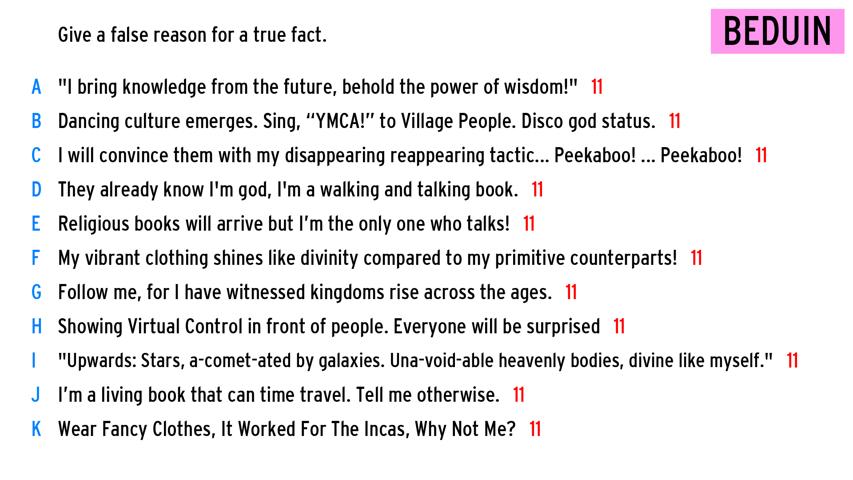 Give a false reason for a true fact.
BEDUIN
A "I bring knowledge from the future, behold the power of wisdom!" 11
B Dancing culture emerges. Sing, “YMCA!” to Village People. Disco god status. 11
C I will convince them with my disappearing reappearing tactic... Peekaboo! ... Peekaboo! 11
D They already know I'm god, I'm a walking and talking book. 11
E Religious books will arrive but I’m the only one who talks! 11
F My vibrant clothing shines like divinity compared to my primitive counterparts! 11
G Follow me, for I have witnessed kingdoms rise across the ages. 11
H Showing Virtual Control in front of people. Everyone will be surprised 11
I "Upwards: Stars, a-comet-ated by galaxies. Una-void-able heavenly bodies, divine like myself." 11
J I’m a living book that can time travel. Tell me otherwise. 11
K Wear Fancy Clothes, It Worked For The Incas, Why Not Me? 11